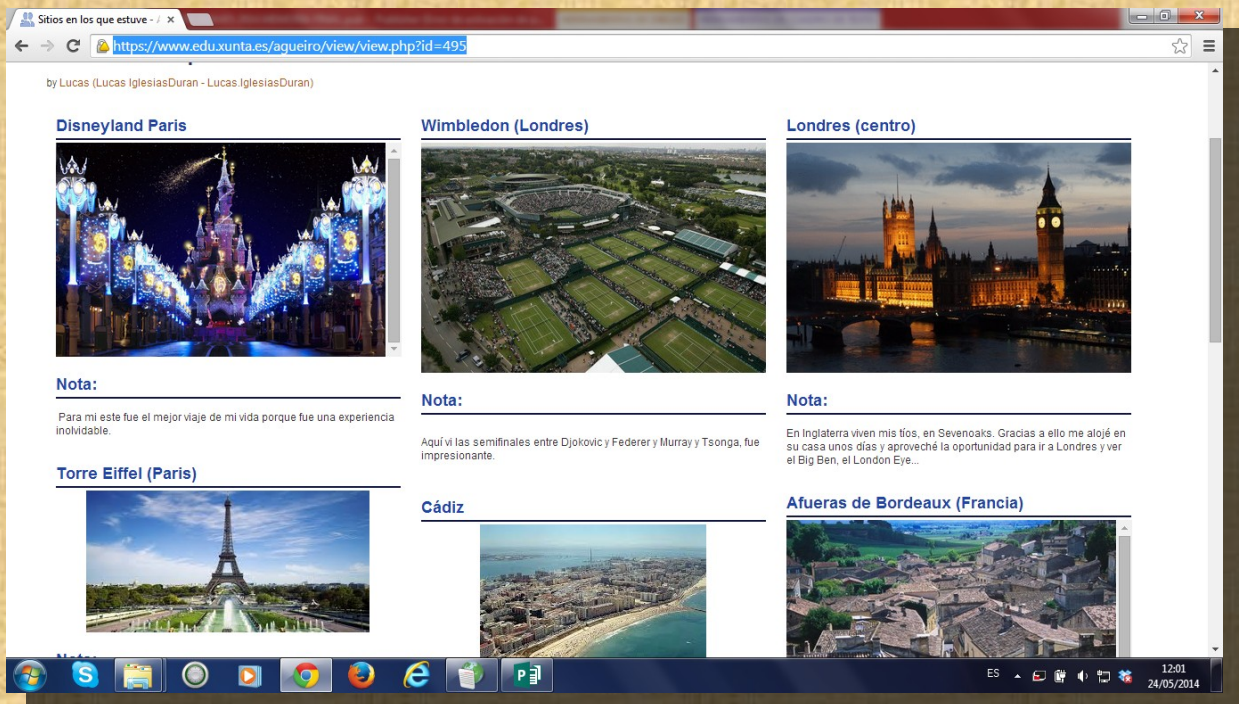 Sitios en los que estuve - A
https://www.edu.xunta.es/agueiro/view/view.php?id=495
by Lucas (Lucas IglesiasDuran - Lucas.IglesiasDuran)
Disneyland Paris
Nota:
Para mi este fue el mejor viaje de mi vida porque fue una experiencia
inolvidable.
Torre Eiffel (Paris)
Wimbledon (Londres)
Nota:
Aquí vi las semifinales entre Djokovic y Federer y Murray y Tsonga, fue
impresionante.
Cádiz
Londres (centro)
Nota:
En Inglaterra viven mis tíos, en Sevenoaks. Gracias a ello me alojé en
su casa unos días y aproveché la oportunidad para ir a Londres y ver
el Big Ben, el London Eye...
Afueras de Bordeaux (Francia)
ES
12:01
24/05/2014